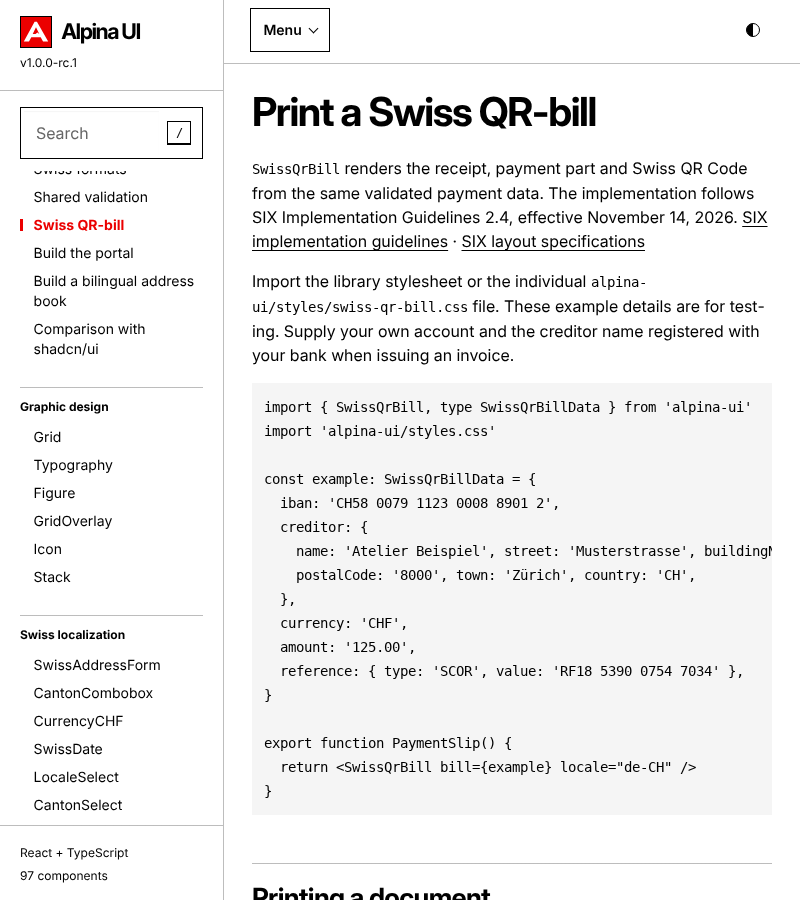 Alpina UI
v1.0.0-rc.1
Search
/
Swiss formats
Shared validation
Swiss QR-bill
Build the portal
Build a bilingual address
book
Comparison with
shadcn/ui
Graphic design
Grid
Typography
Figure
GridOverlay
Icon
Stack
Swiss localization
SwissAddressForm
CantonCombobox
CurrencyCHF
SwissDate
LocaleSelect
CantonSelect
React + TypeScript
97 components
Menu
Print a Swiss QR-bill
SwissQrBill renders the receipt, payment part and Swiss QR Code
from the same validated payment data. The implementation follows
SIX Implementation Guidelines 2.4, effective November 14, 2026. SIX
implementation guidelines · SIX layout specifications
Import the library stylesheet or the individual alpina-
ui/styles/swiss-qr-bill.css file. These example details are for test-
ing. Supply your own account and the creditor name registered with
your bank when issuing an invoice.
import { SwissQrBill, type SwissQrBillData } from 'alpina-ui'
import 'alpina-ui/styles.css'
const example: SwissQrBillData = {
  iban: 'CH58 0079 1123 0008 8901 2',
  creditor: {
    name: 'Atelier Beispiel', street: 'Musterstrasse',
    postalCode: '8000', town: 'Zürich', country: 'CH',
  },
  currency: 'CHF',
  amount: '125.00',
  reference: { type: 'SCOR', value: 'RF18 5390 0754 7034' },
}
export function PaymentSlip() {
  return <SwissQrBill bill={example} locale="de-CH" />
}
Printing a document